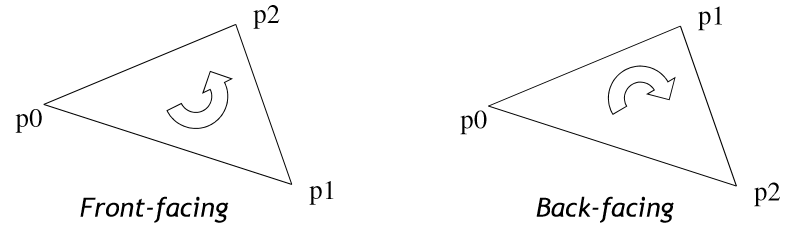 p2
p0
p1
Front-facing
p1
p0
p2
Back-facing